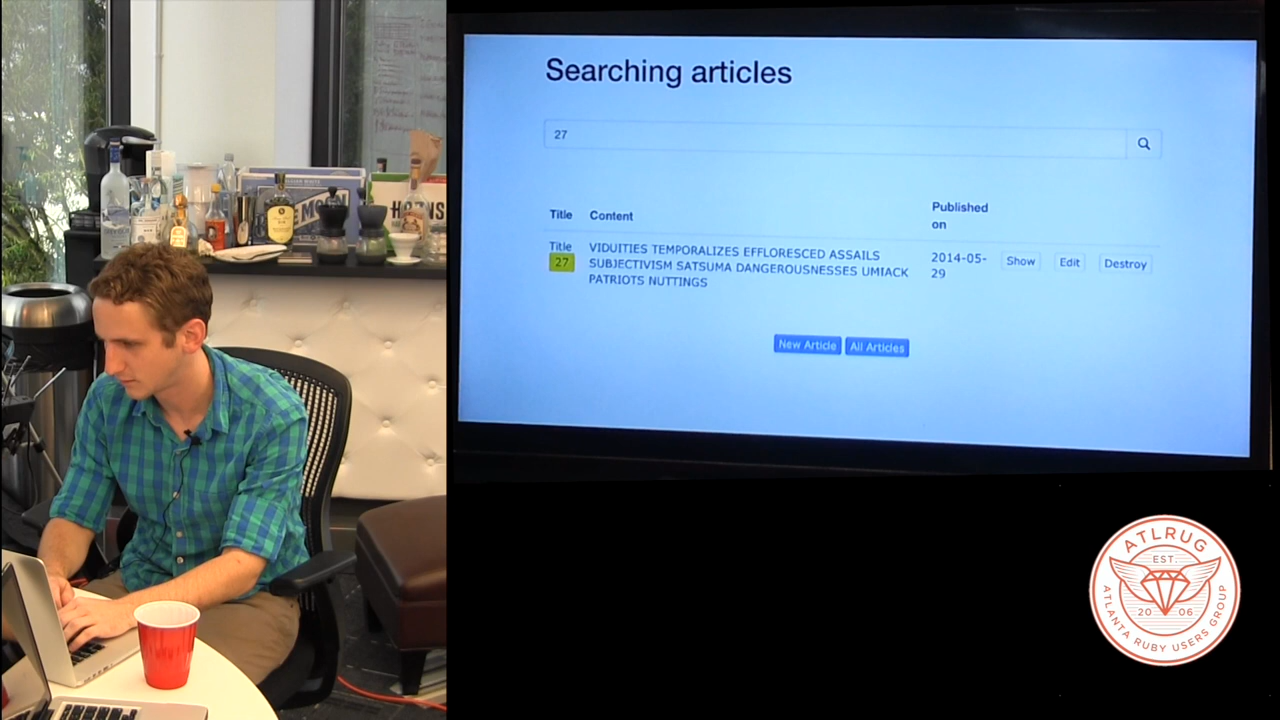 Searching articles
27
Title Content Published on
Title 27
VIDUITIES TEMPORALIZES EFFLORESCED ASSAILS
SUBJECTIVISM SATSUMA DANGEROUSNESSES UMIACK
PATRIOTS NUTTINGS
2014-05-
29
Show Edit Destroy
New Article All Articles
ATLRUG
EST.
20 06
ATLANTA RUBY USERS GROUP